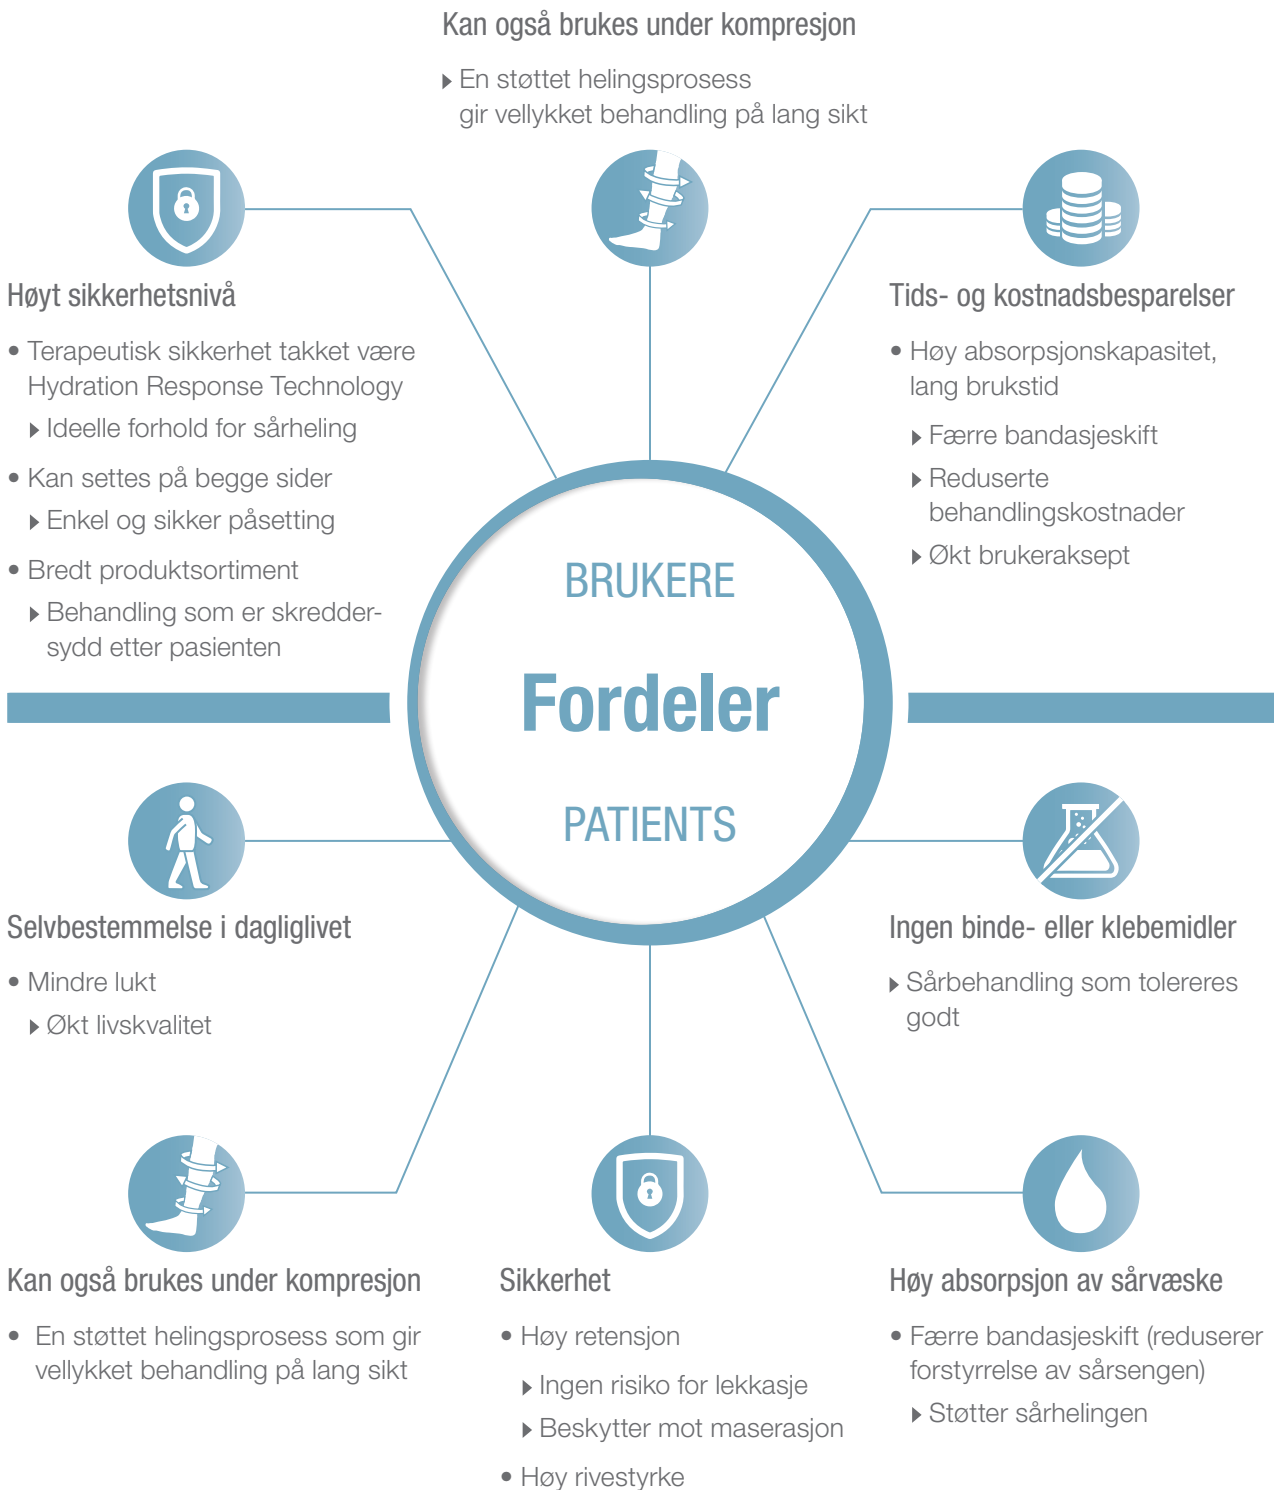 Kan også brukes under kompresjon
En støttet helingsprosess
gir vellykket behandling på lang sikt
Høyt sikkerhetsnivå
• Terapeutisk sikkerhet takket være
Hydration Response Technology
Ideelle forhold for sårheling
• Kan settes på begge sider
Enkel og sikker påsetting
• Bredt produktsortiment
Behandling som er skredder-
sydd etter pasienten
Tids- og kostnadsbesparelser
• Høy absorpsjonskapasitet,
lang brukstid
Færre bandasjeskift
Reduserte
behandlingskostnader
Økt brukeraksept
BRUKERE
Fordeler
PATIENTS
Selvbestemmelse i dagliglivet
• Mindre lukt
Økt livskvalitet
Ingen binde- eller klebemidler
Sårbehandling som tolereres
godt
Kan også brukes under kompresjon
• En støttet helingsprosess som gir
vellykket behandling på lang sikt
Sikkerhet
• Høy retensjon
Ingen risiko for lekkasje
Beskytter mot maserasjon
• Høy rivestyrke
Høy absorpsjon av sårvæske
• Færre bandasjeskift (reduserer
forstyrrelse av sårsengen)
Støtter sårhelingen